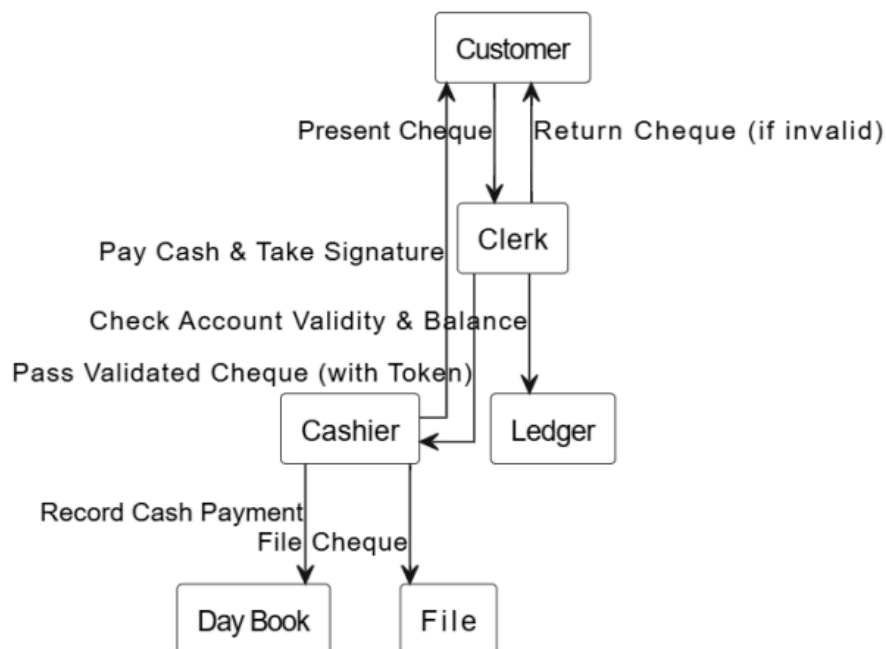 Customer
Present Cheque
Return Cheque (if invalid)
Clerk
Pay Cash & Take Signature
Check Account Validity & Balance
Pass Validated Cheque (with Token)
Cashier
Ledger
Record Cash Payment
File Cheque
Day Book
File